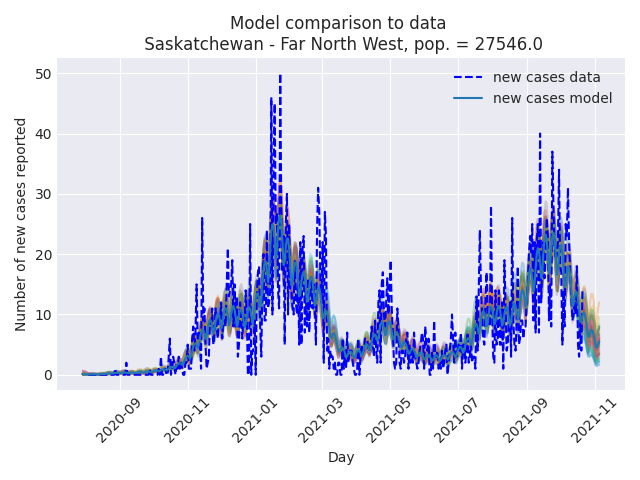 Model comparison to data
Saskatchewan - Far North West, pop. = 27546.0
new cases data
new cases model
Number of new cases reported
50
40
30
20
10
0
2020-09
2020-11
2021-01
2021-03
2021-05
2021-07
2021-09
2021-11
Day